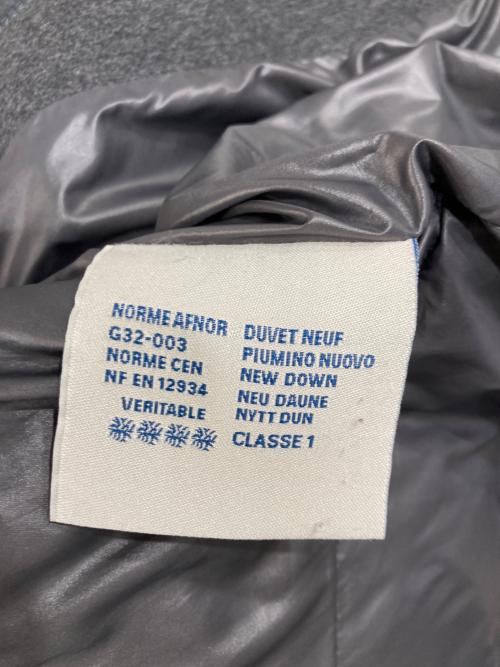 NORME AFNOR
G32-003
NORME CEN
NF EN 12934
VERITABLE
DUVET NEUF
PIUMINO NUOVO
NEW DOWN
NEU DAUNE
NYTT DUN
CLASSE 1